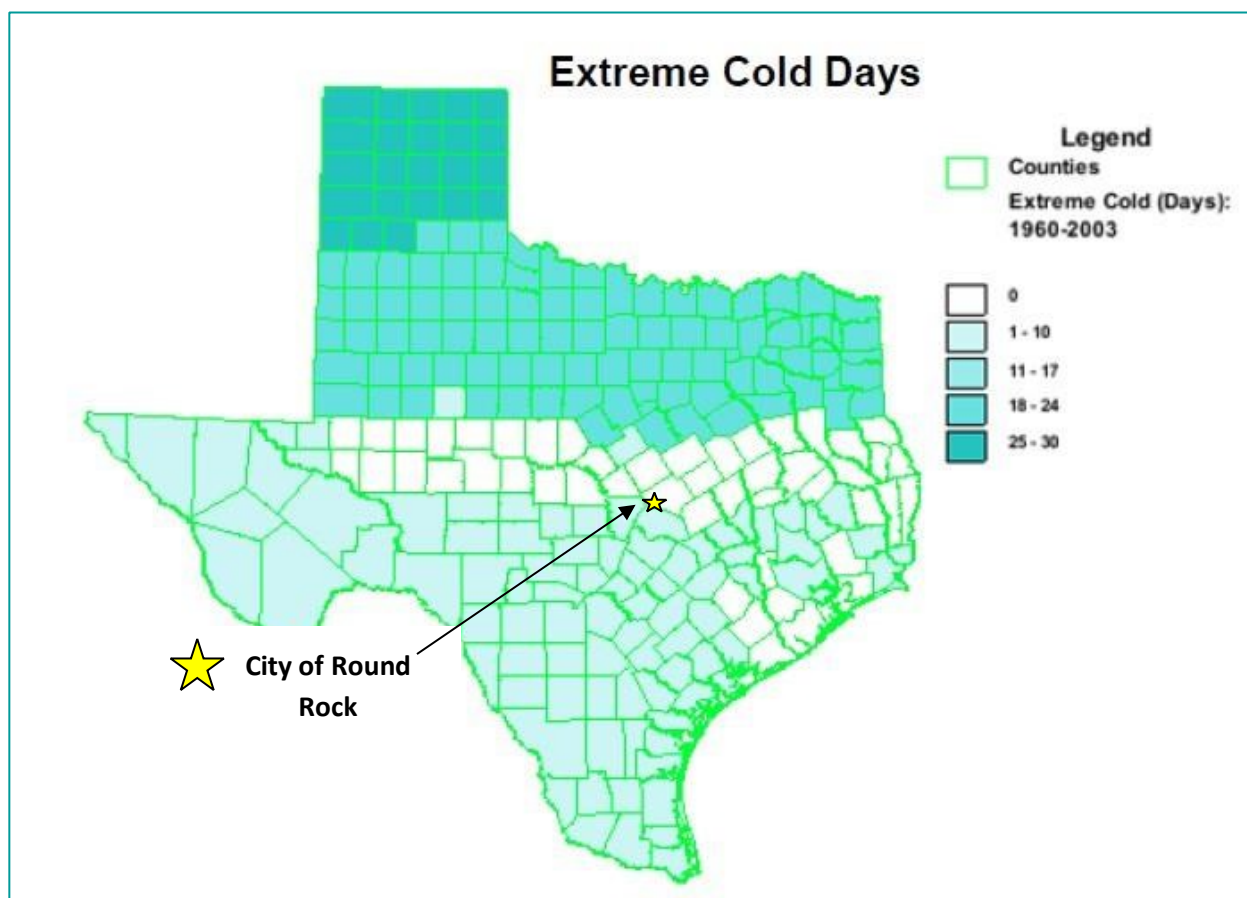 Extreme Cold Days
Legend
Counties
Extreme Cold (Days):
1960-2003
0
1 - 10
11 - 17
18 - 24
25 - 30
City of Round
Rock